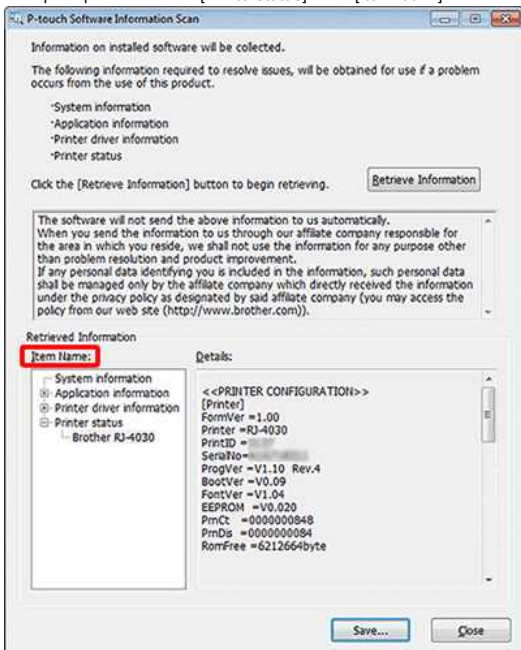 P-touch Software Information Scan
Information on installed software will be collected.
The following information required to resolve issues, will be obtained for use if a problem
occurs from the use of this product.
·System information
·Application information
·Printer driver information
·Printer status
Click the [Retrieve Information] button to begin retrieving.
Retrieve Information
The software will not send the above information to us automatically.
When you send the information to us through our affilate company responsible for
the area in which you reside, we shall not use the information for any purpose other
than problem resolution and product improvement.
If any personal data identifying you is included in the information, such personal data
shall be managed only by the affilate company which directly received the information
under the privacy policy as designated by said affilate company (you may access the
policy from our web site (http://www.brother.com)).
Retrieved Information
Item Name:
Details:
System information
Application information
Printer driver information
Printer status
Brother RJ-4030
<<PRINTER CONFIGURATION>>
[Printer]
FormVer =1.00
Printer =RJ-4030
PrintID =
SerialNo=
ProgVer =V1.10 Rev.4
BootVer =V0.09
FontVer =V1.04
EEPROM =V0.020
PrnCt =0000000848
PrnDis =0000000084
RomFree =6212664byte
Save...
Close